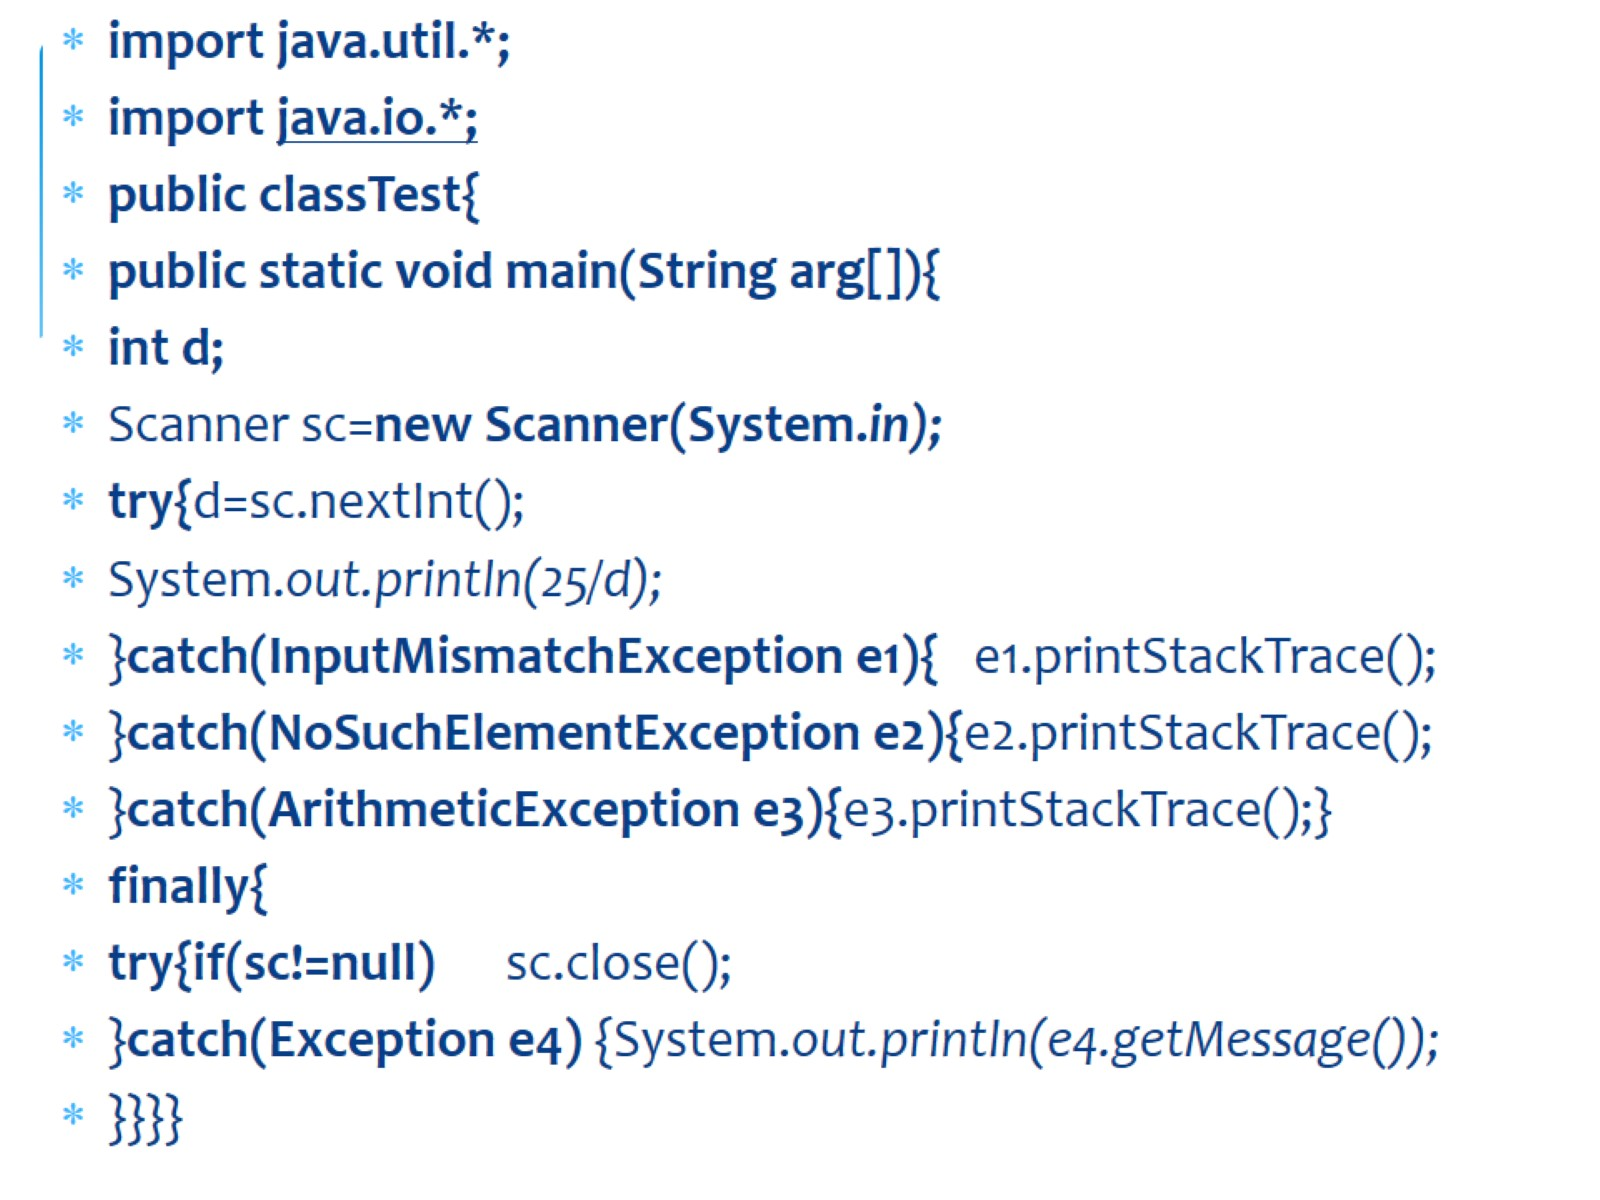 * import java.util.*;
* import java.io.*;
* public classTest{
* public static void main(String arg[]){
* int d;
* Scanner sc=new Scanner(System.in);
* try{d=sc.nextInt();
* System.out.println(25/d);
* }catch(InputMismatchException e1){ e1.printStackTrace();
* }catch(NoSuchElementException e2){e2.printStackTrace();
* }catch(ArithmeticException e3){e3.printStackTrace();}
* finally{
* try{if(sc!=null) sc.close();
* }catch(Exception e4) {System.out.println(e4.getMessage());
* }}}}